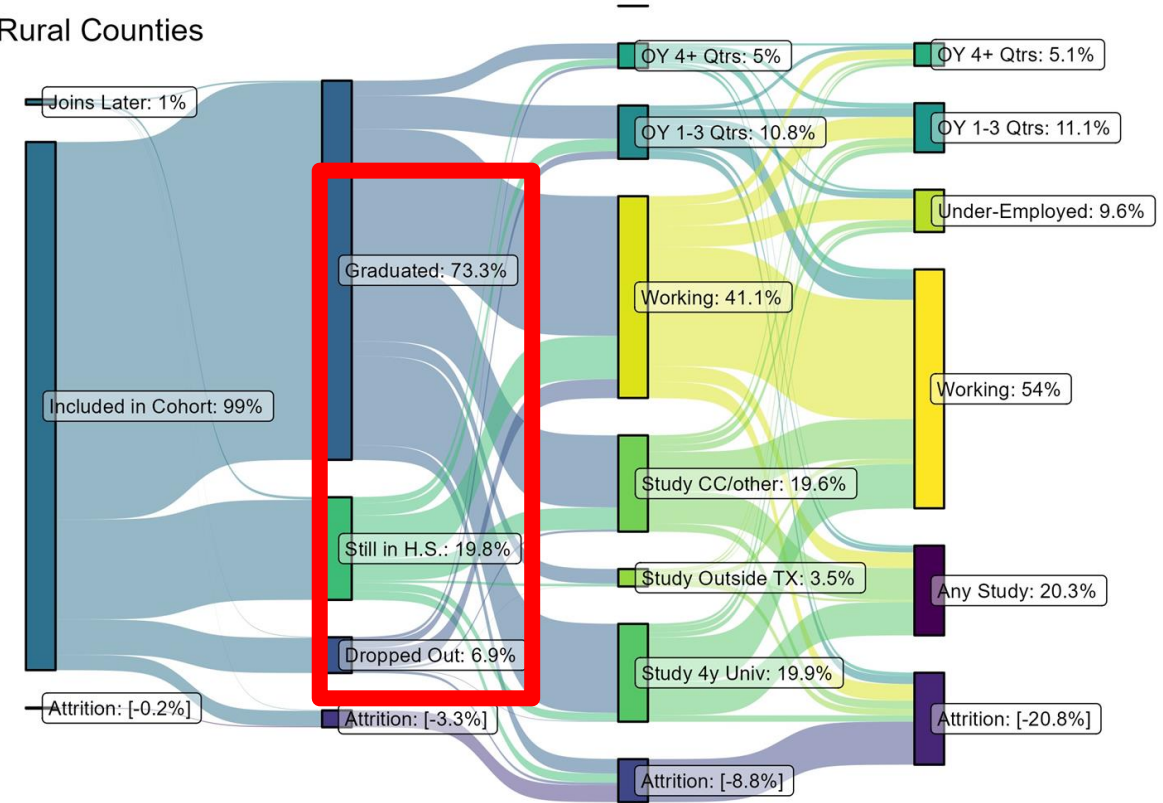 Rural Counties
Joins Later: 1%
Included in Cohort: 99%
Attrition: [-0.2%]
Graduated: 73.3%
Still in H.S.: 19.8%
Dropped Out: 6.9%
Attrition: [-3.3%]
OY 4+ Qtrs: 5%
OY 1-3 Qtrs: 10.8%
Working: 41.1%
Study CC/other: 19.6%
Study Outside TX: 3.5%
Study 4y Univ: 19.9%
Attrition: [-8.8%]
OY 4+ Qtrs: 5.1%
OY 1-3 Qtrs: 11.1%
Under-Employed: 9.6%
Working: 54%
Any Study: 20.3%
Attrition: [-20.8%]